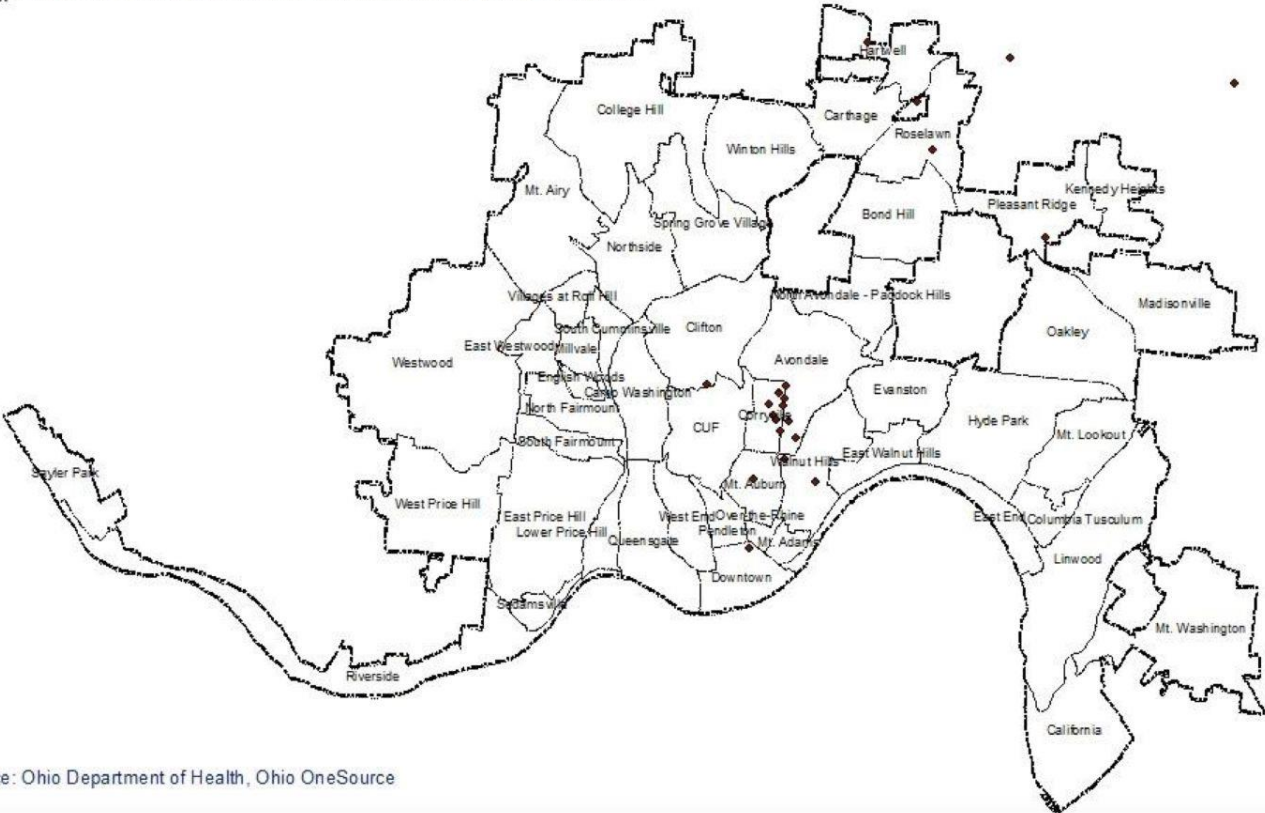 Hartwell
College Hill
Carthage
Roselawn
Winton Hills
Mt. Airy
Kennedy Heights
Pleasant Ridge
Bond Hill
Spring Grove Village
Northside
Villages at Roll Hill
North Avondale - Paddock Hills
Madisonville
South Cumminsville
Clifton
Oakley
East Westwood
Millvale
Westwood
Avondale
English Woods
Camp Washington
Evanston
North Fairmount
Corryville
CUF
Hyde Park
Mt. Lookout
South Fairmount
East Walnut Hills
Walnut Hills
Sayler Park
Mt. Auburn
West Price Hill
East Price Hill
West End
Over-the-Rhine
East End
Columbia Tusculum
Lower Price Hill
Pendleton
Queensgate
Mt. Adams
Linwood
Downtown
Sedamsville
Mt. Washington
Riverside
California
e: Ohio Department of Health, Ohio OneSource